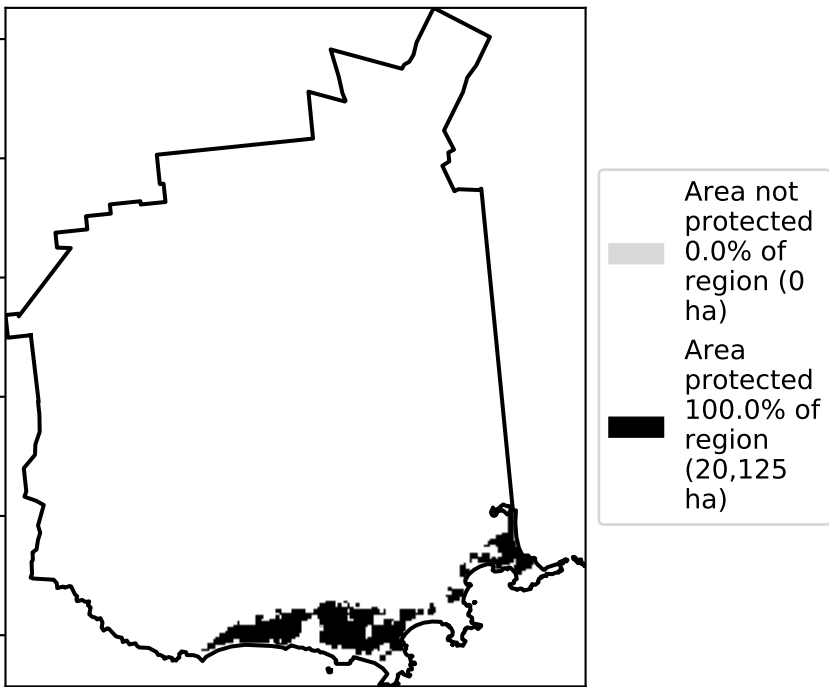 Area not
protected
0.0% of
region (0
ha)
Area
protected
100.0% of
region
(20,125
ha)